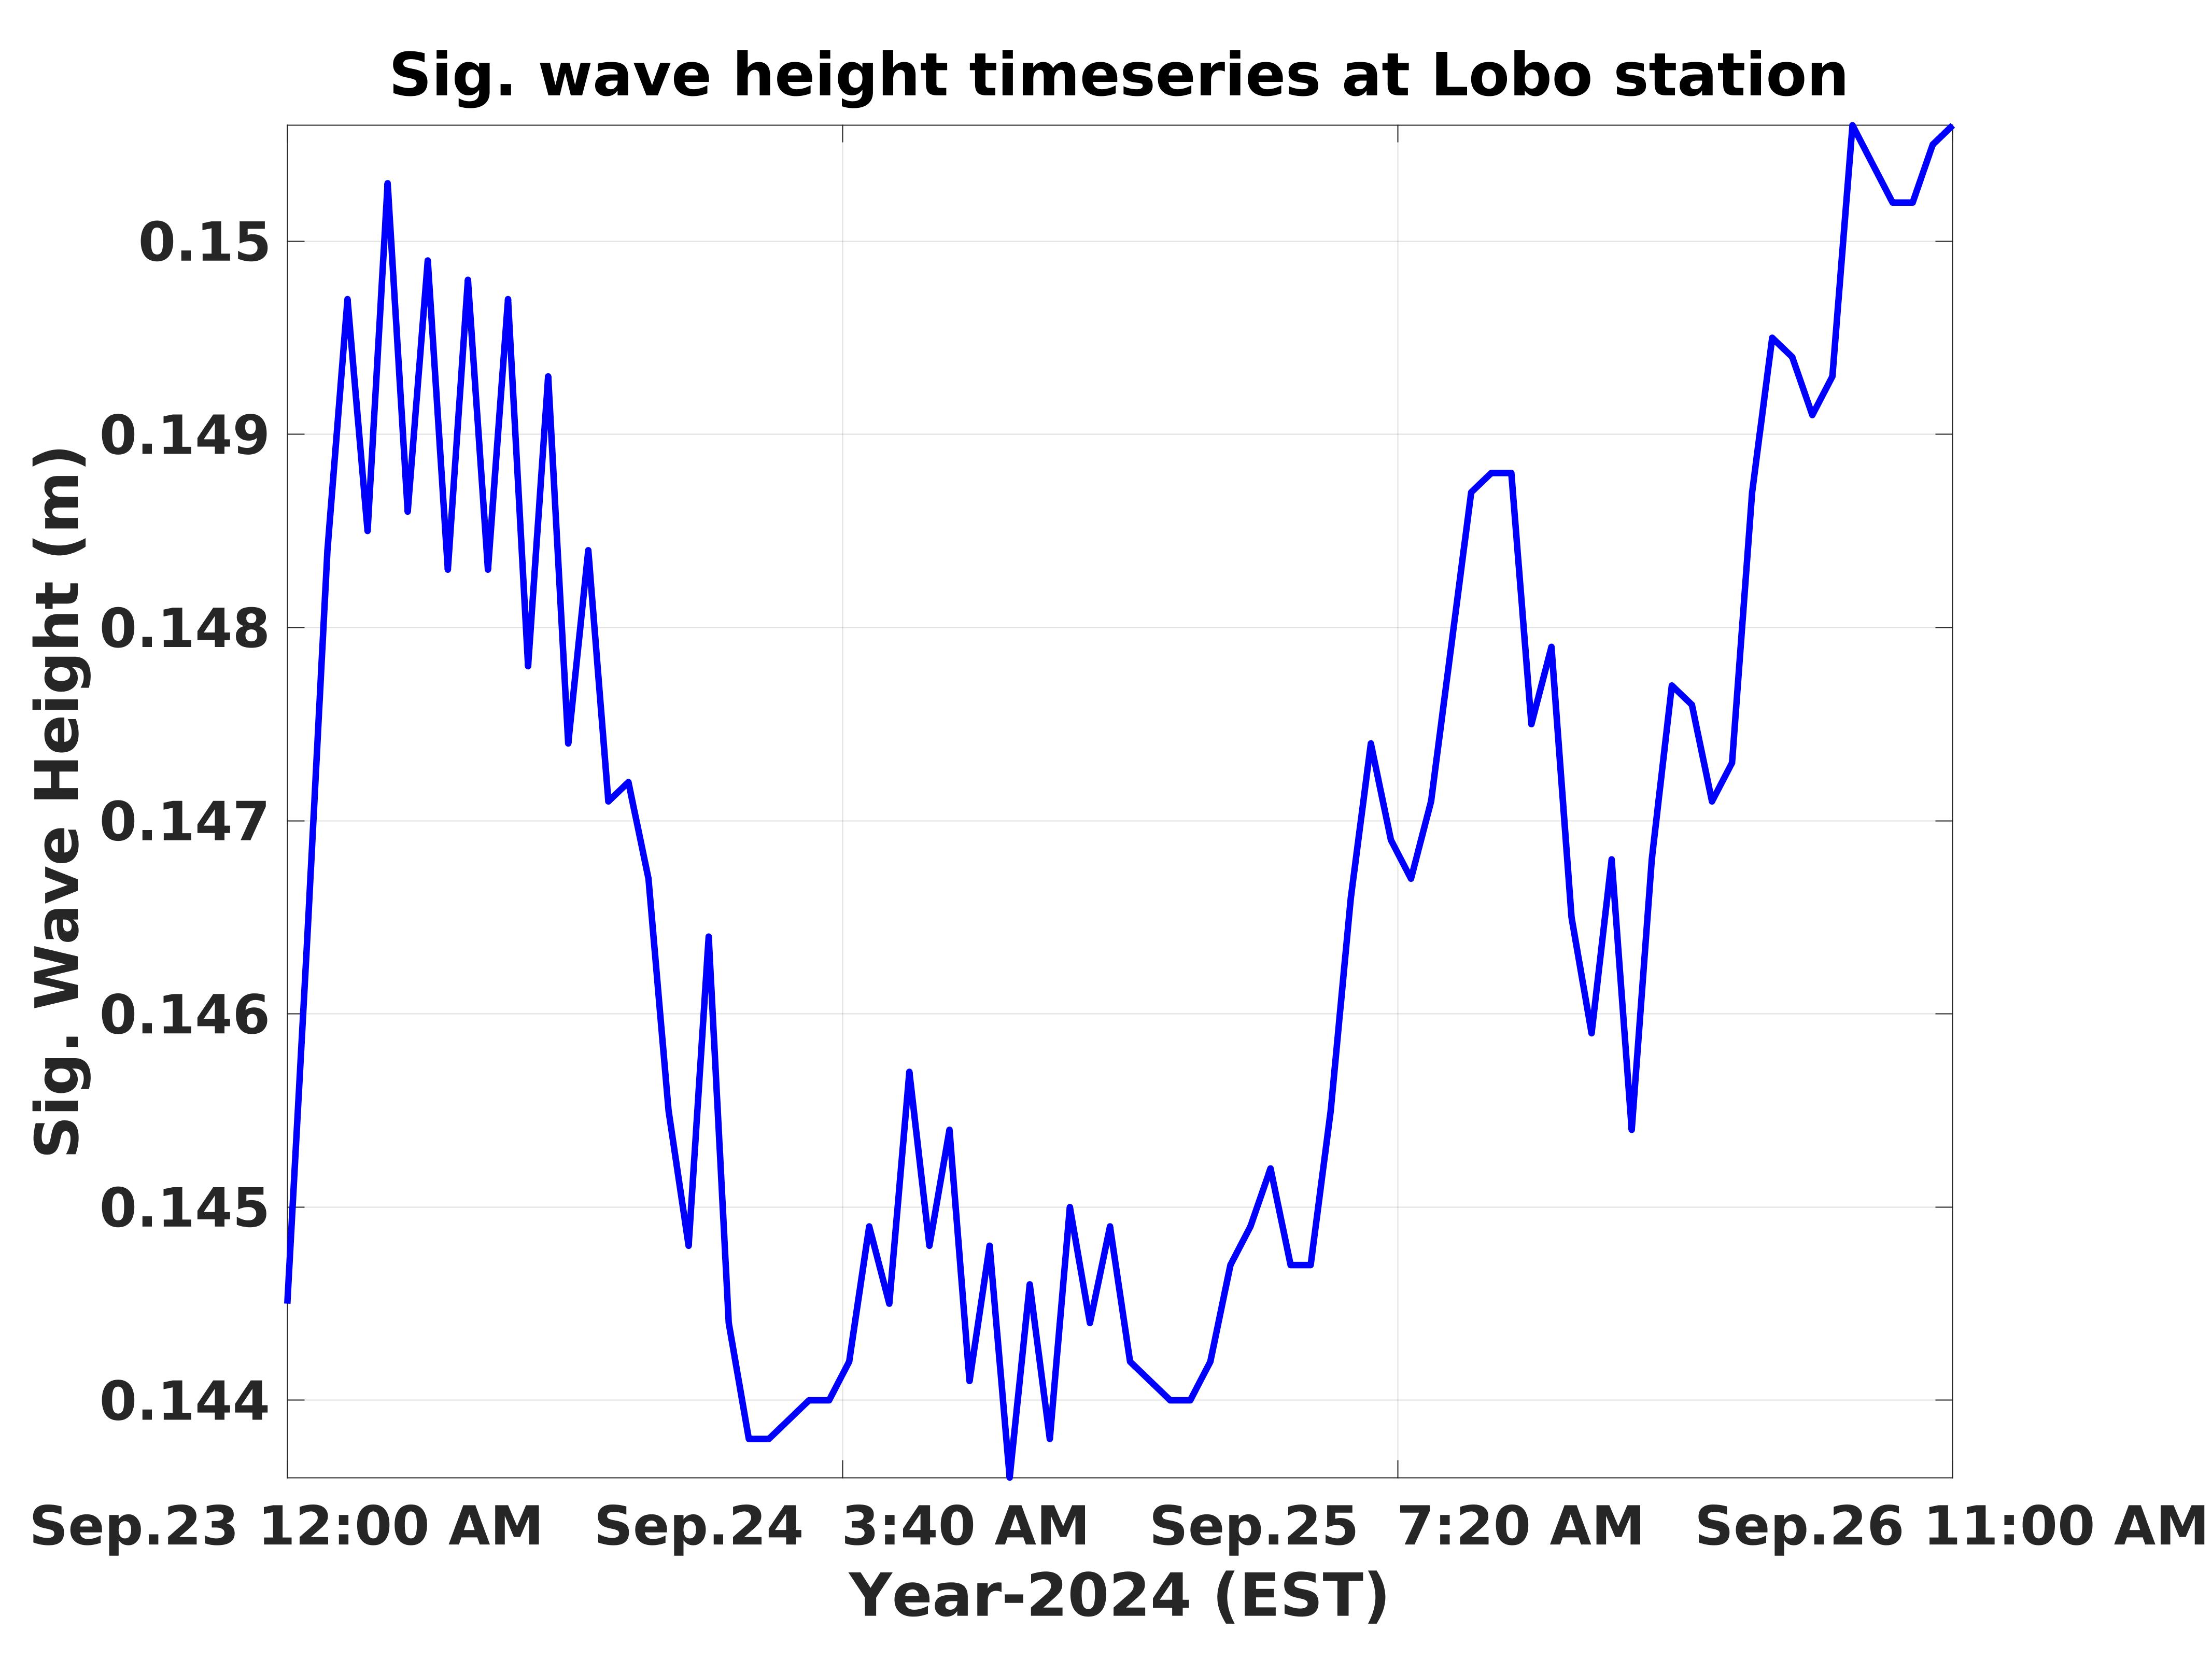 Sig. wave height timeseries at Lobo station
Sig. Wave Height (m)
0.15
0.149
0.148
0.147
0.146
0.145
0.144
Sep.23 12:00 AM Sep.24 3:40 AM Sep.25 7:20 AM Sep.26 11:00 AM
Year-2024 (EST)